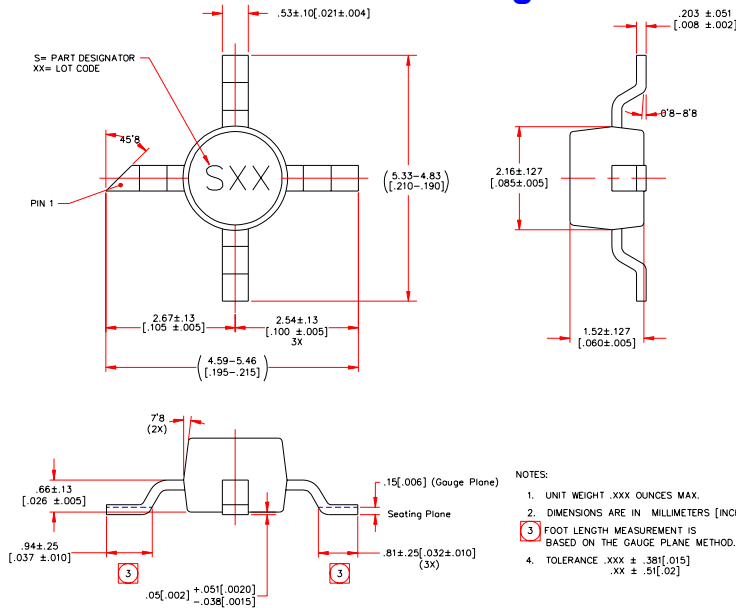 .53±.10[.021±.004]
.203 ±.051
[.008 ±.002]
S= PART DESIGNATOR
XX= LOT CODE
45°8
0°8-8°8
SXX
(5.33-4.83
[.210-.190])
2.16±.127
[.085±.005]
PIN 1
2.67±.13
[.105 ±.005]
2.54±.13
[.100 ±.005]
3X
1.52±.127
[.060±.005]
(4.59-5.46
[.195-.215])
7°8
(2X)
.66±.13
[.026 ±.005]
.15[.006] (Gauge Plane)
Seating Plane
.94±.25
[.037 ±.010]
3
3
.81±.25[.032±.010]
(3X)
.05[.002] +.051[.0020]
-.038[.0015]
NOTES:
1. UNIT WEIGHT .XXX OUNCES MAX.
2. DIMENSIONS ARE IN MILLIMETERS [INC
3 FOOT LENGTH MEASUREMENT IS
BASED ON THE GAUGE PLANE METHOD.
4. TOLERANCE .XXX ± .381[.015]
.XX ± .51[.02]